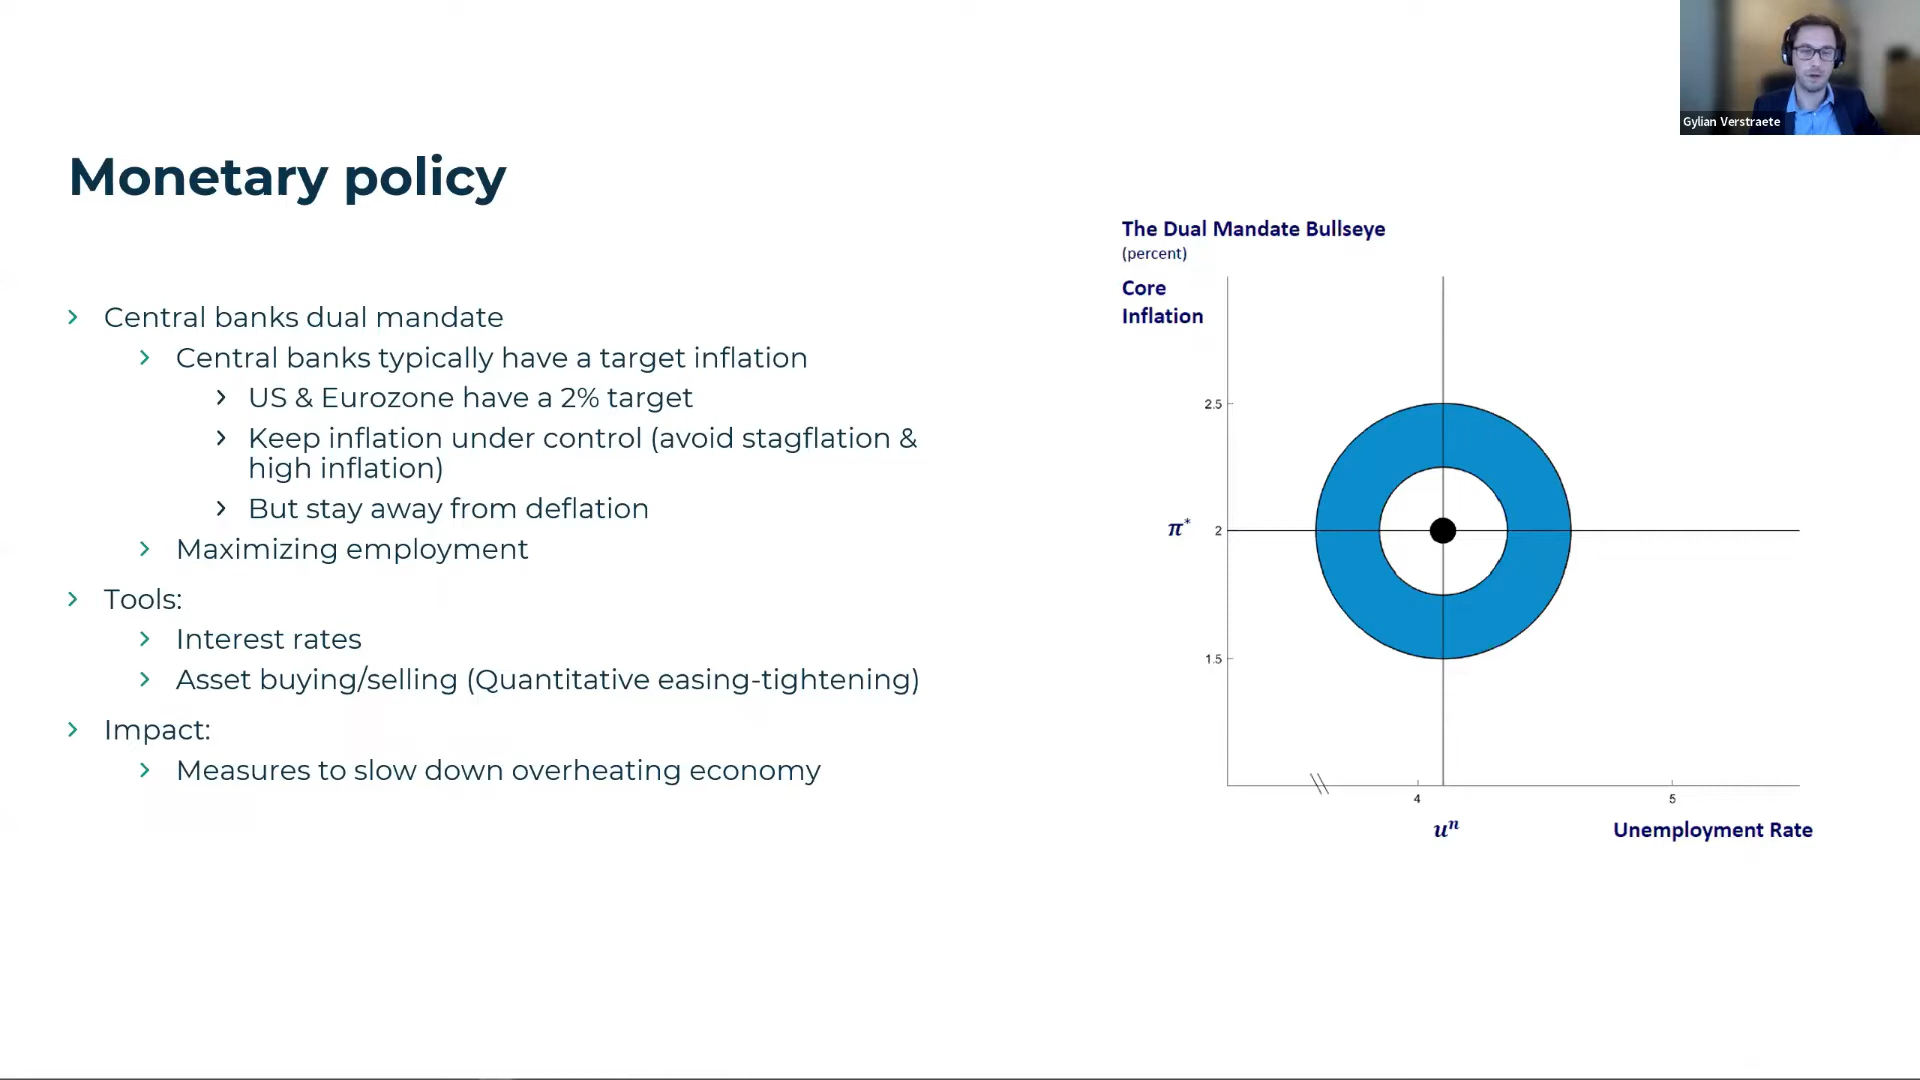 Gylian Verstraete
Monetary policy
Central banks dual mandate
Central banks typically have a target inflation
US & Eurozone have a 2% target
Keep inflation under control (avoid stagflation &
high inflation)
But stay away from deflation
Maximizing employment
Tools:
Interest rates
Asset buying/selling (Quantitative easing-tightening)
Impact:
Measures to slow down overheating economy
The Dual Mandate Bullseye
(percent)
Core
Inflation
2.5
π* 2
1.5
4 5
uⁿ Unemployment Rate